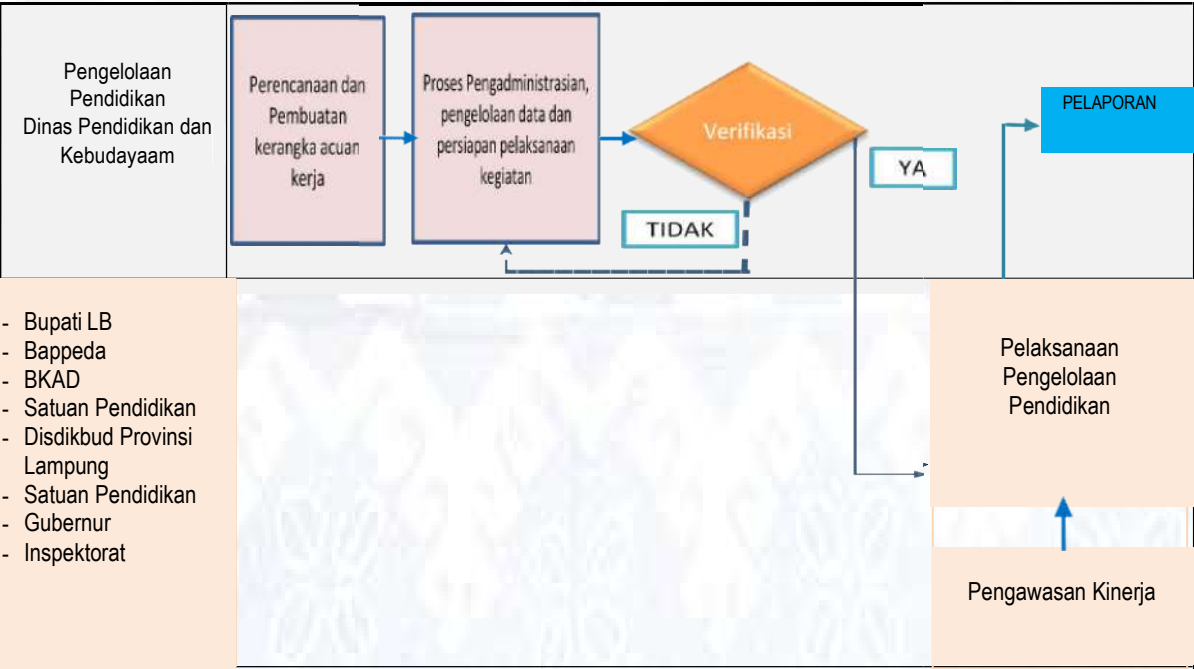 Pengelolaan
Pendidikan
Dinas Pendidikan dan
Kebudayaam
Perencanaan dan
Pembuatan
kerangka acuan
kerja
Proses Pengadministrasian,
pengelolaan data dan
persiapan pelaksanaan
kegiatan
Verifikasi
YA
TIDAK
PELAPORAN
- Bupati LB
- Bappeda
- BKAD
- Satuan Pendidikan
- Disdikbud Provinsi
Lampung
- Satuan Pendidikan
- Gubernur
- Inspektorat
Pelaksanaan
Pengelolaan
Pendidikan
Pengawasan Kinerja